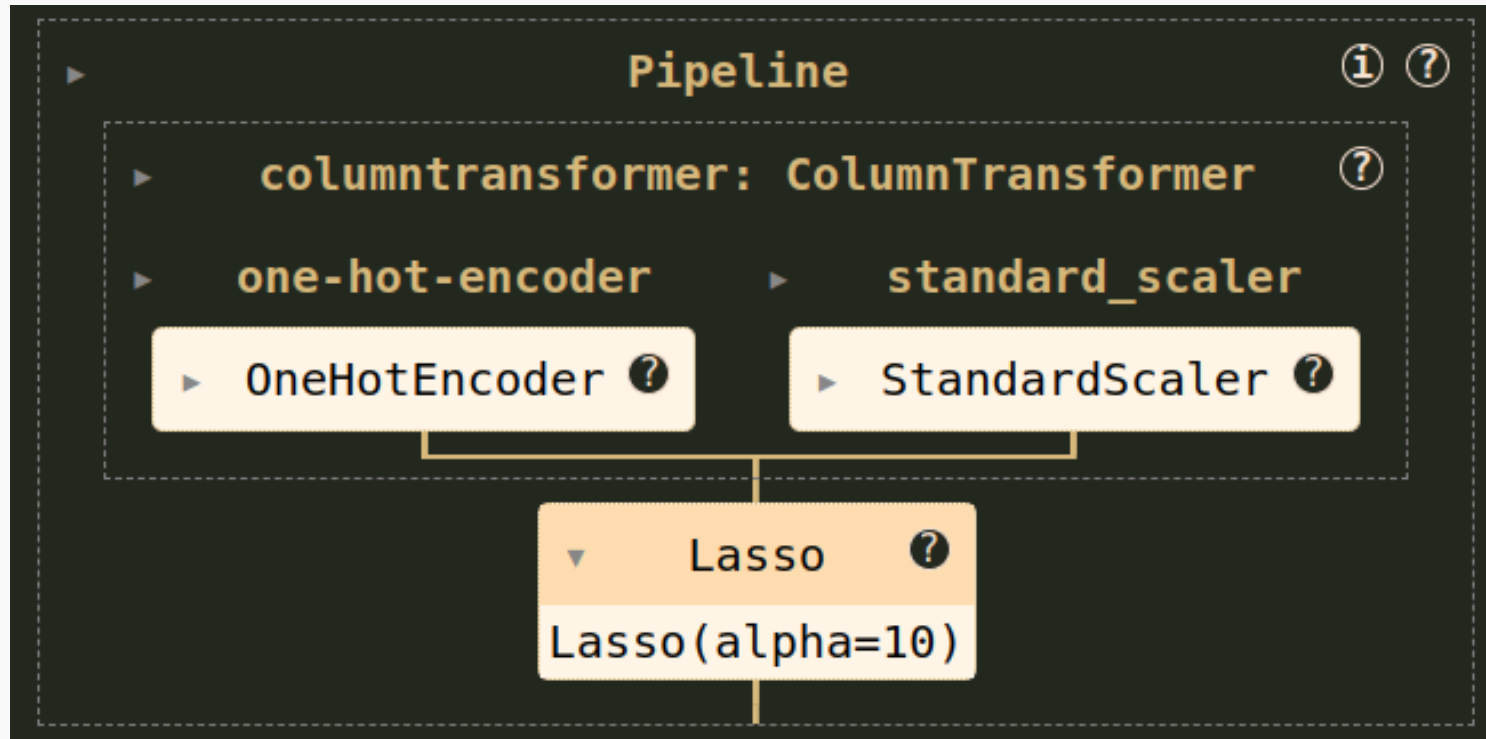 Pipeline i ?
columntransformer: ColumnTransformer ?
one-hot-encoder standard_scaler
OneHotEncoder ? StandardScaler ?
Lasso ?
Lasso(alpha=10)